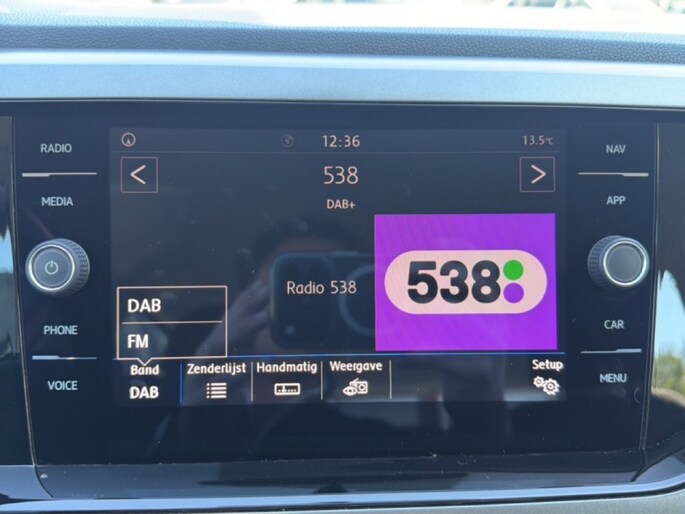 RADIO
MEDIA
PHONE
VOICE
12:36
13.5°C
<
538
>
DAB+
Radio 538
538
DAB
FM
Band
DAB
Zenderlijst
Handmatig
Weergave
Setup
NAV
APP
CAR
MENU